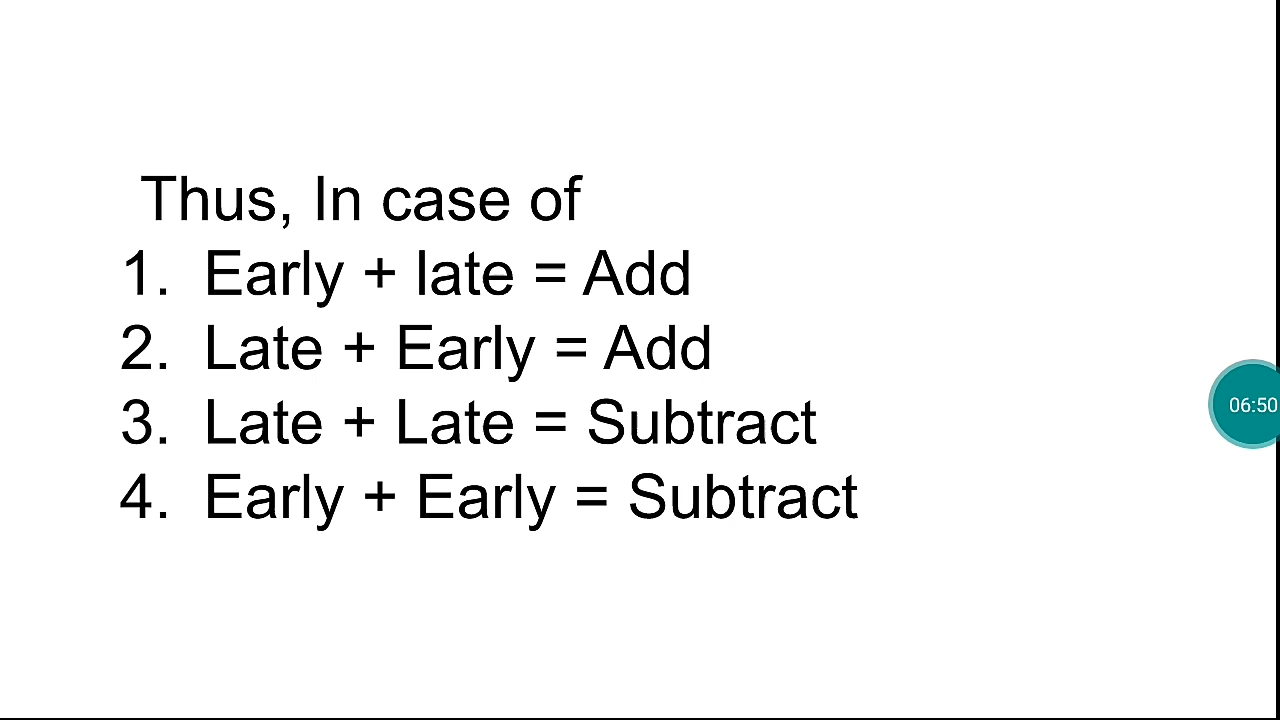 Thus, In case of
1. Early + late = Add
2. Late + Early = Add
3. Late + Late = Subtract
4. Early + Early = Subtract
06:50